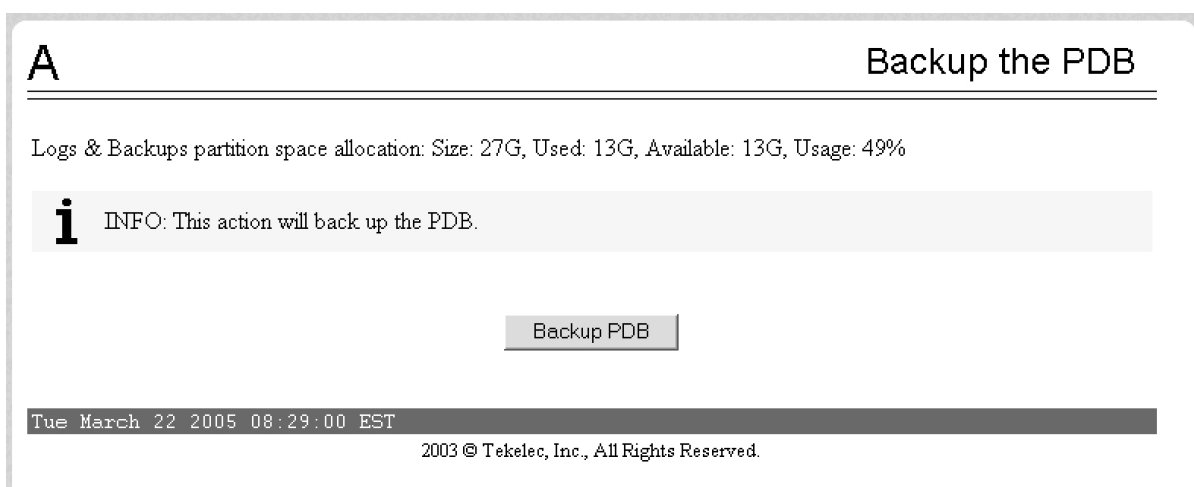 A
Backup the PDB
Logs & Backups partition space allocation: Size: 27G, Used: 13G, Available: 13G, Usage: 49%
i
INFO: This action will back up the PDB.
Backup PDB
Tue March 22 2005 08:29:00 EST
2003 © Tekelec, Inc., All Rights Reserved.